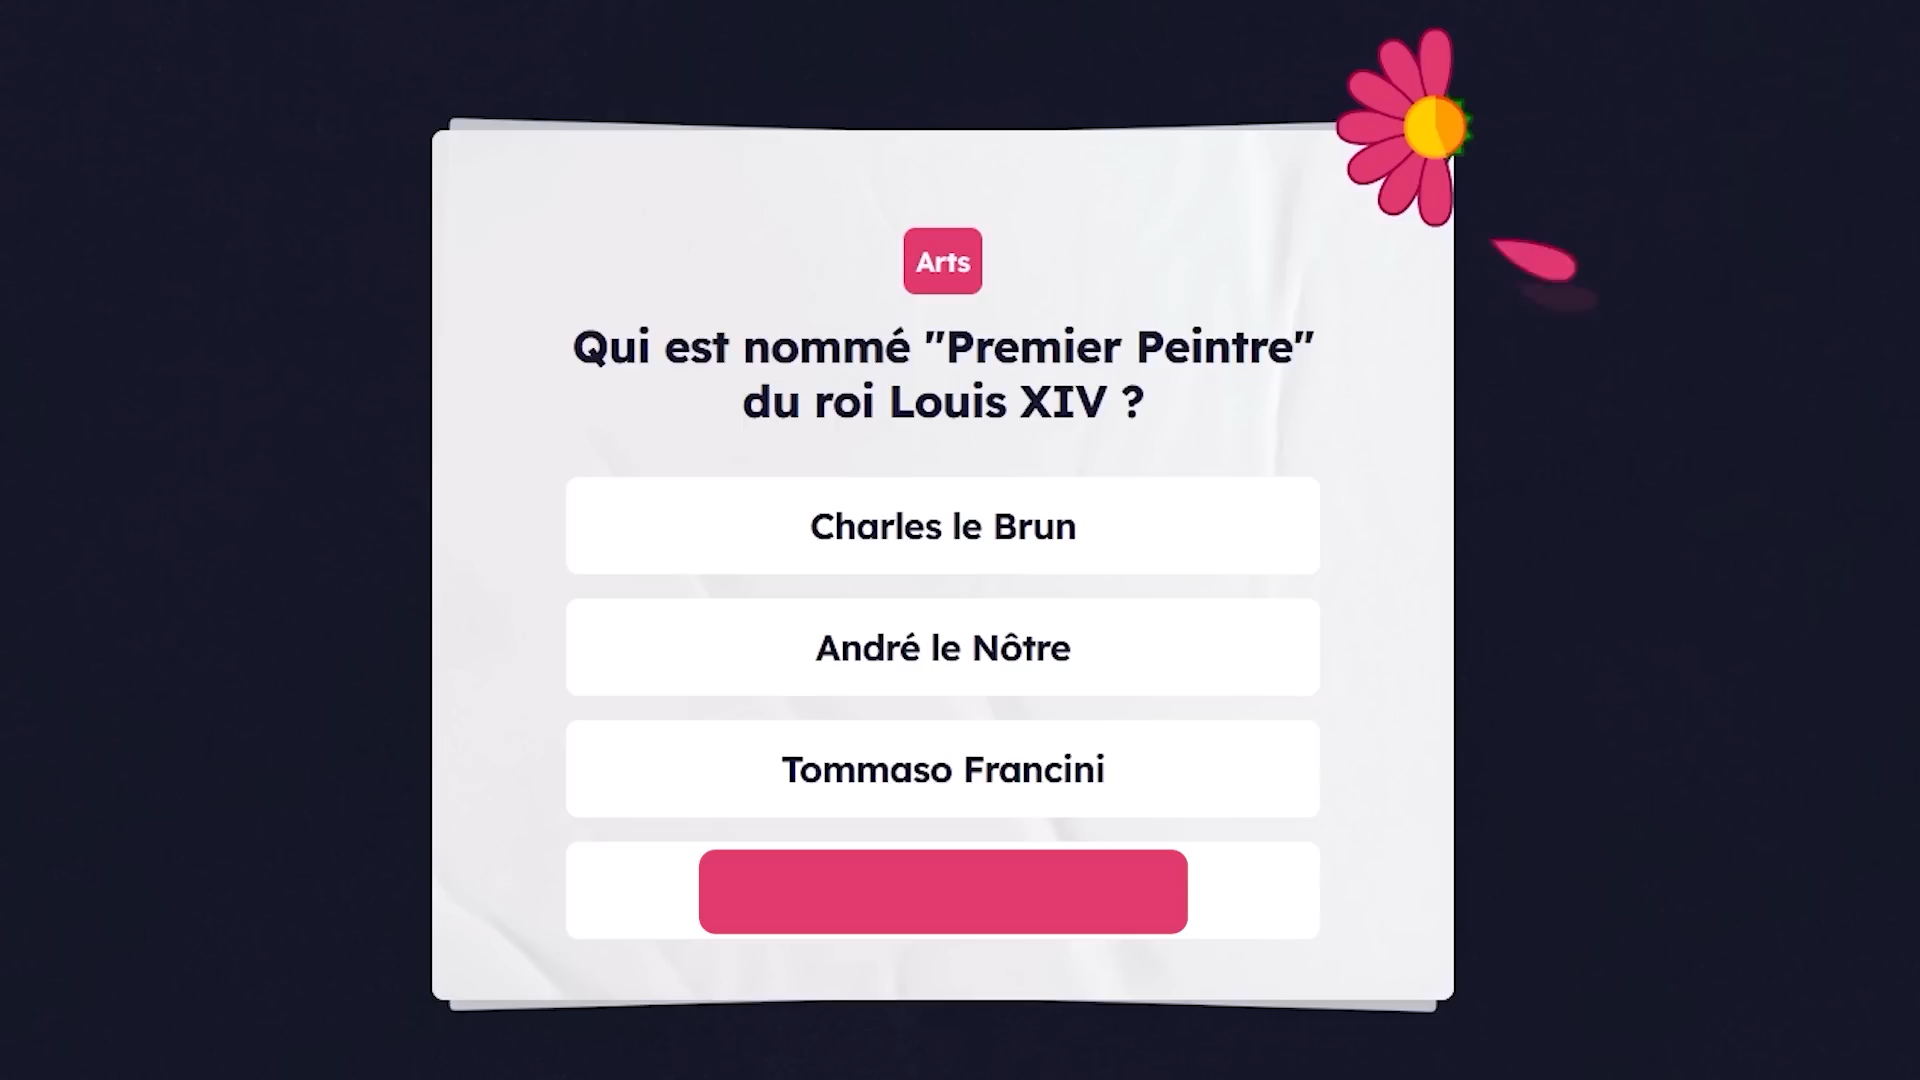 Arts
Qui est nommé "Premier Peintre"
du roi Louis XIV ?
Charles le Brun
André le Nôtre
Tommaso Francini